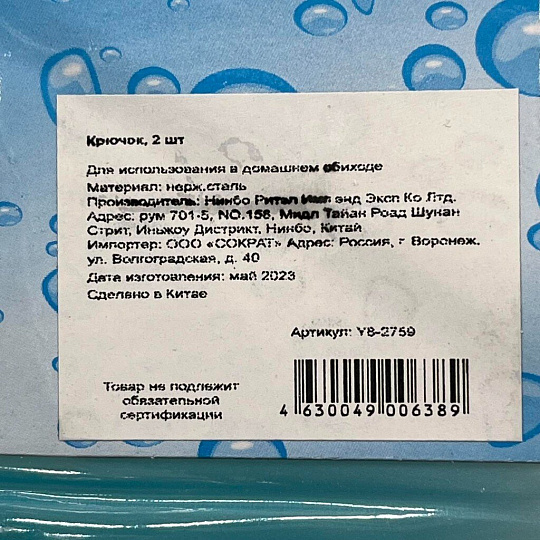 Крючок, 2 шт
Для использования в домашнем обиходе
Материал: нерж.сталь
Производитель: Нинбо Ритал Имп энд Эксп Ко Лтд.
Адрес: рум 701-5, NO.158, Мидл Тайан Роад Шунан
Стрит, Иньжоу Дистрикт, Нинбо, Китай
Импортер: ООО «СОКРАТ» Адрес: Россия, г Воронеж.
ул. Волгоградская, д. 40
Дата изготовления: май 2023
Сделано в Китае
Артикул: Y8-2759
Товар не подлежит
обязательной
сертификации
4 630049 006389